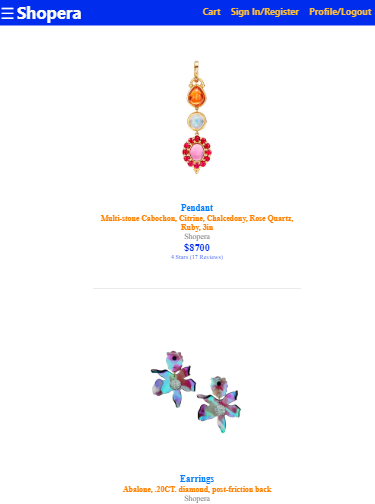 ☰ Shopera Cart Sign In/Register Profile/Logout
Pendant
Multi-stone Cabochon, Citrine, Chalcedony, Rose Quartz,
Ruby, 3in
Shopera
$8700
4 Stars (17 Reviews)
Earrings
Abalone, .20CT. diamond, post-friction back
Shopera